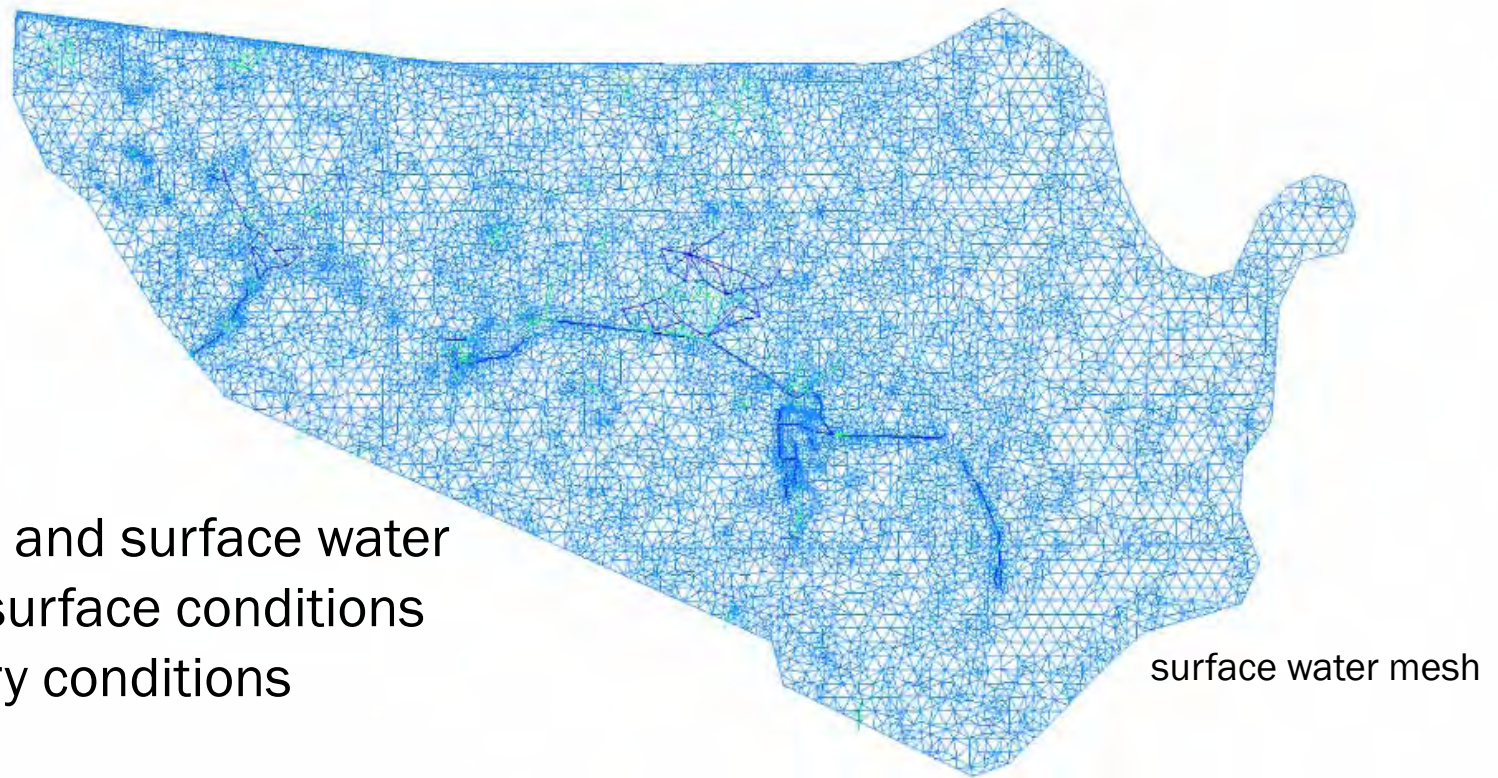 and surface water
surface conditions
conditions
surface water mesh